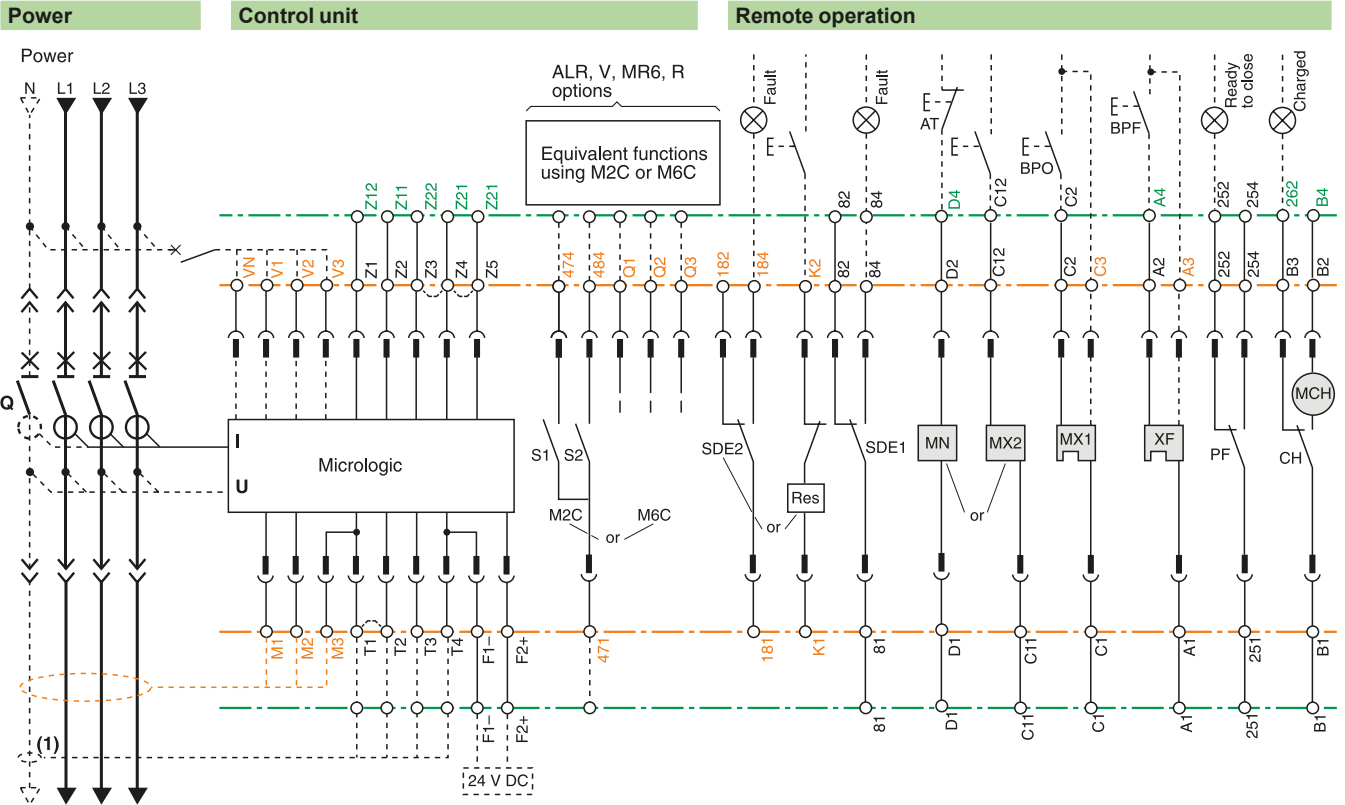 Power
Control unit
Remote operation
Power
N L1 L2 L3
ALR, V, MR6, R
options
Equivalent functions
using M2C or M6C
Fault
Fault
AT
BPO
BPF
Ready
to close
Charged
Z12 Z11 Z22 Z21 Z21
82 84 D4 C12 C2 A4 252 254 262 B4
VN V1 V2 V3 Z1 Z2 Z3 Z4 Z5 474 484 Q1 Q2 Q3 182 184 K2 82 84 D2 C12 C2 C3 A2 A3 252 254 B3 B2
Q
I
U
Micrologic
S1 S2
M2C or M6C
SDE2
or
Res
SDE1
MN
MX2
or
MX1
XF
PF
CH
MCH
M1 M2 M3 T1 T2 T3 T4 F1– F2+ 471 181 K1 81 D1 C11 C1 A1 251 B1
F1– F2+ 81 D1 C11 C1 A1 251 B1
(1)
24 V DC